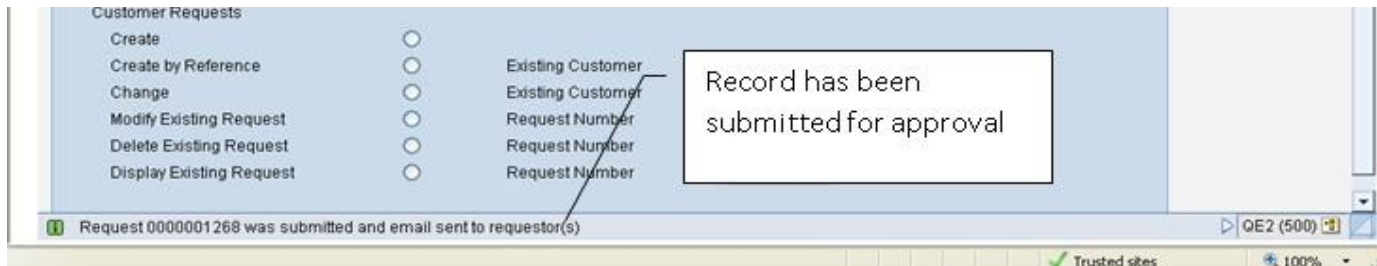 Customer Requests
Create
Create by Reference Existing Customer
Change Existing Customer
Modify Existing Request Request Number
Delete Existing Request Request Number
Display Existing Request Request Number
Record has been
submitted for approval
Request 0000001268 was submitted and email sent to requestor(s)
QE2 (500)
Trusted sites 100%